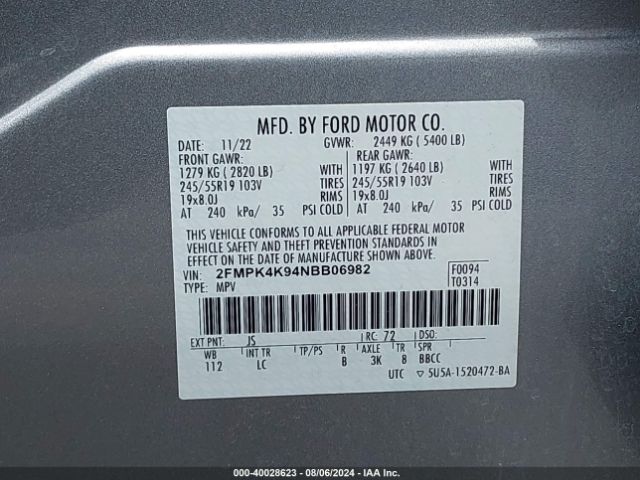 MFD. BY FORD MOTOR CO.
DATE: 11/22 GVWR: 2449 KG ( 5400 LB)
FRONT GAWR: REAR GAWR:
1279 KG ( 2820 LB) WITH 1197 KG ( 2640 LB) WITH
245/55R19 103V TIRES 245/55R19 103V TIRES
19x8.0J RIMS 19x8.0J RIMS
AT 240 kPa/ 35 PSI COLD AT 240 kPa/ 35 PSI COLD
THIS VEHICLE CONFORMS TO ALL APPLICABLE FEDERAL MOTOR
VEHICLE SAFETY AND THEFT PREVENTION STANDARDS IN
EFFECT ON THE DATE OF MANUFACTURE SHOWN ABOVE.
VIN: 2FMPK4K94NBB06982 F0094
TYPE: MPV T0314
EXT PNT: JS RC: 72 DSO:
WB INT TR TP/PS R AXLE TR SPR
112 LC B 3K 8 BBCC
UTC ▽ 5U5A-1520472-BA
000-40028623 - 08/06/2024 - IAA Inc.